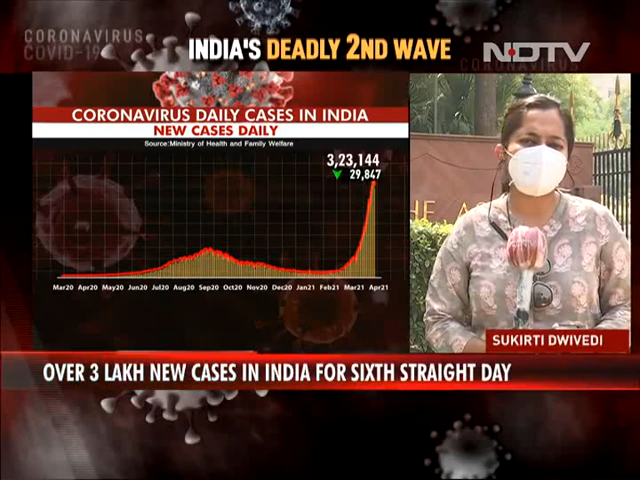 CORONAVIRUS
COVID-19
INDIA'S DEADLY 2ND WAVE
NDTV
CORONAVIRUS
CORONAVIRUS DAILY CASES IN INDIA
NEW CASES DAILY
Source:Ministry of Health and Family Welfare
3,23,144
29,847
Mar20 Apr20 May20 Jun20 Jul20 Aug20 Sep20 Oct20 Nov20 Dec20 Jan21 Feb21 Mar21 Apr21
SUKIRTI DWIVEDI
OVER 3 LAKH NEW CASES IN INDIA FOR SIXTH STRAIGHT DAY